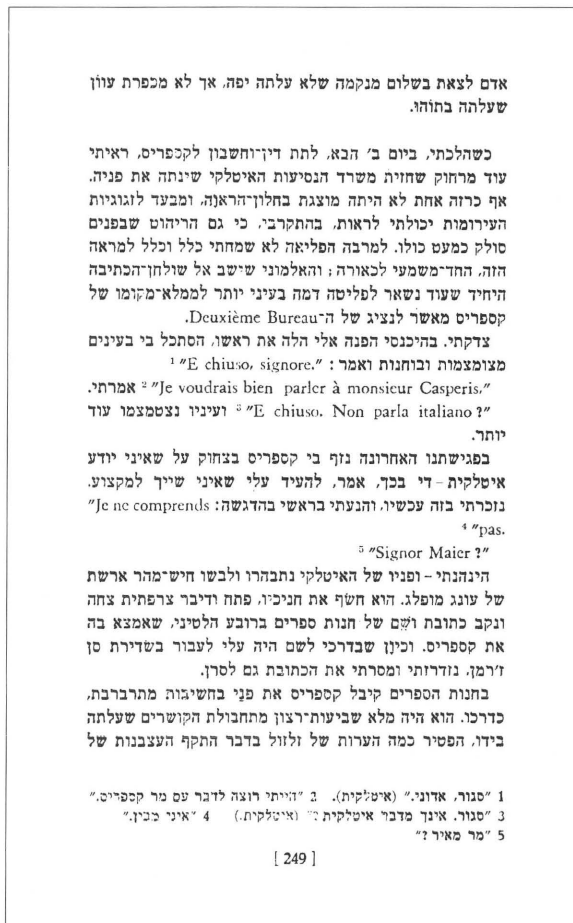 אדם לצאת בשלום מנקמה שלא עלתה יפה, אך לא מכפרת עוון
שעלתה בתוהו.
כשהלכתי, ביום ב׳ הבא, לתת דין־וחשבון לקספריס, ראיתי
עוד מרחוק שחזית משרד הנסיעות האיטלקי שינתה את פניה.
אף כרזה אחת לא היתה מוצגת בחלון־הראוָה, ומבעד לזגוגיות
העירומות יכולתי לראות, בהתקרבי, כי גם הריהוט שבפנים
סולק כמעט כולו. למרבה הפליאה לא שמחתי כלל וכלל למראה
הזה, החד־משמעי לכאורה; והאלמוני שישב אל שולחן־הכתיבה
היחיד שעוד נשאר לפליטה דמה בעיני יותר לממלא־מקומו של
קספריס מאשר לנציג של ה־Deuxième Bureau.
צדקתי. בהיכנסי הפנה אלי הלה את ראשו, הסתכל בי בעינים
מצומצמות ובוחנות ואמר: "E chiuso, signore." ¹
"Je voudrais bien parler à monsieur Casperis," ² אמרתי.
"E chiuso. Non parla italiano?" ³ ועיניו נצטמצמו עוד
יותר.
בפגישתנו האחרונה נזף בי קספריס בצחוק על שאיני יודע
איטלקית – די בכך, אמר, להעיד עלי שאיני שייך למקצוע.
נזכרתי בזה עכשיו, והנעתי בראשי בהדגשה: "Je ne comprends
pas." ⁴
"Signor Maier?" ⁵
הינהנתי – ופניו של האיטלקי נתבהרו ולבשו חיש־מהר ארשת
של עונג מופלג. הוא חשׂף את חניכיו, פתח ודיבר צרפתית צחה
ונקב כתובת ושֵם של חנות ספרים ברובע הלטיני, שאמצא בה
את קספריס. וכיוָן שבדרכי לשם היה עלי לעבור בשׂדירת סן
ז׳רמן, נזדרזתי ומסרתי את הכתובת גם לסרן.
בחנות הספרים קיבל קספריס את פנַי בחשיבות מתרברבת,
כדרכו. הוא היה מלא שביעות־רצון מתחבולת הקושרים שעלתה
בידו, הפטיר כמה הערות של זלזול בדבר התקף העצבנות של
1 "סגור, אדוני." (איטלקית). 2 "הייתי רוצה לדבר עם מר קספריס."
3 "סגור. אינך מדבר איטלקית?" (איטלקית.) 4 "איני מבין."
5 "מר מאיר?"
[ 249 ]